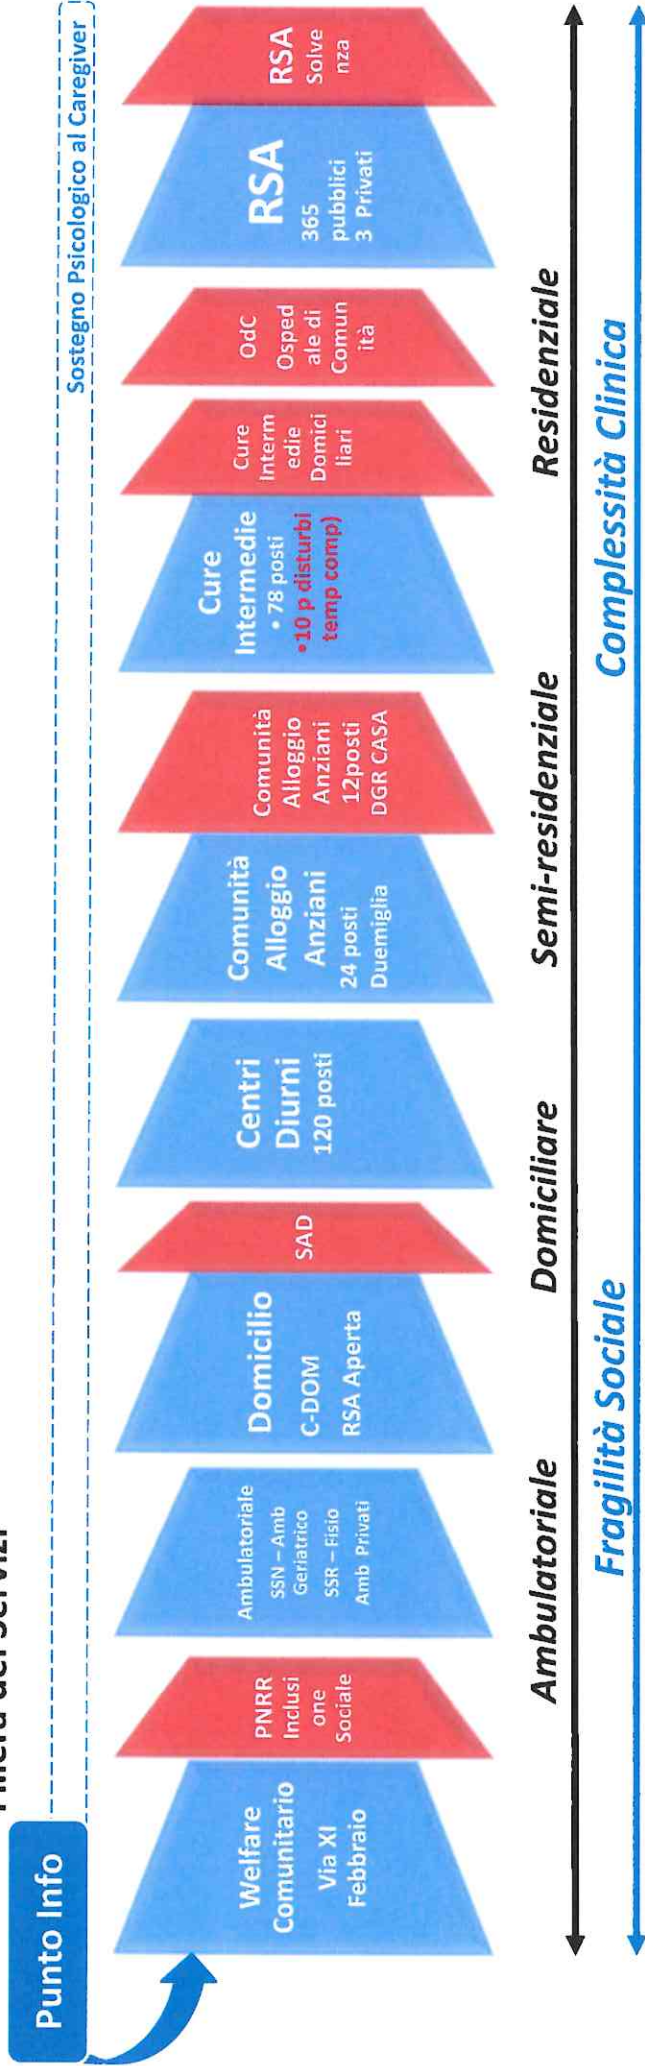 Filiera dei Servizi
Punto Info
Sostegno Psicologico al Caregiver
Welfare
Comunitario
Via XI
Febbraio
PNRR
Inclusi
one
Sociale
Ambulatoriale
SSN – Amb
Geriatrico
SSR – Fisio
Amb Privati
Domicilio
C-DOM
RSA Aperta
SAD
Centri
Diurni
120 posti
Comunità
Alloggio
Anziani
24 posti
Duemiglia
Comunità
Alloggio
Anziani
12posti
DGR CASA
Cure
Intermedie
• 78 posti
•10 p disturbi
temp comp)
Cure
Interm
edie
Domici
liari
OdC
Osped
ale di
Comun
ità
RSA
365
pubblici
3 Privati
RSA
Solve
nza
Ambulatoriale
Domiciliare
Semi-residenziale
Residenziale
Fragilità Sociale
Complessità Clinica